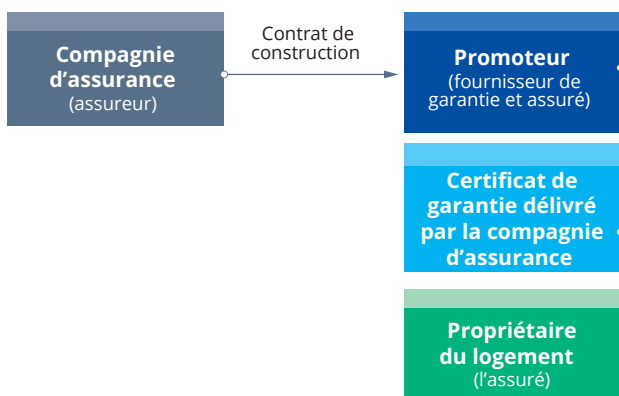 Compagnie
d’assurance
(assureur)
Contrat de
construction
Promoteur
(fournisseur de
garantie et assuré)
Certificat de
garantie délivré
par la compagnie
d’assurance
Propriétaire
du logement
(l’assuré)